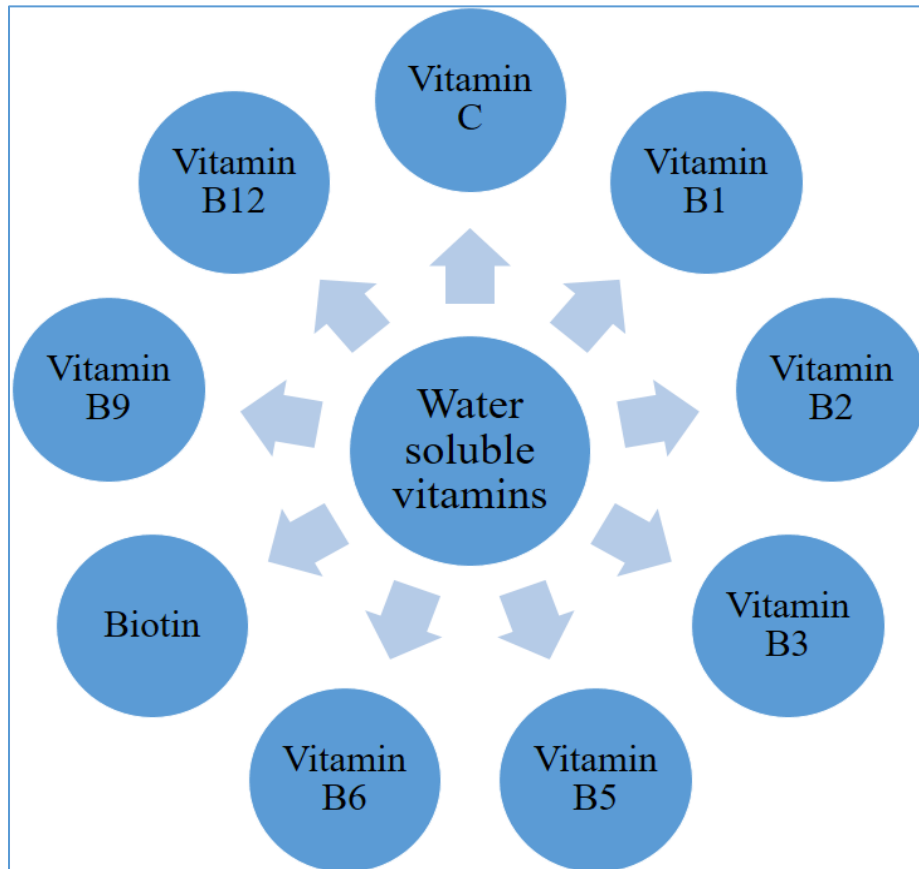 Vitamin
C
Vitamin
B1
Vitamin
B2
Vitamin
B3
Vitamin
B5
Vitamin
B6
Biotin
Vitamin
B9
Vitamin
B12
Water
soluble
vitamins